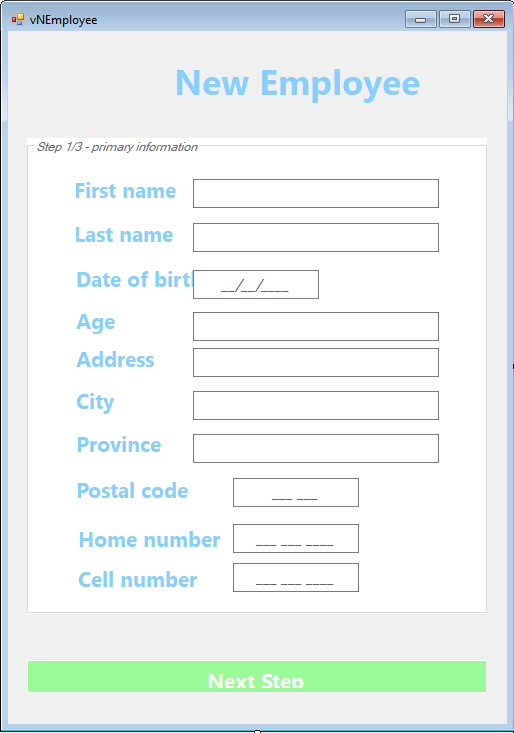 vNEmployee
New Employee
Step 1/3 - primary information
First name
Last name
Date of birth __/__/____
Age
Address
City
Province
Postal code ___ ___
Home number ___ ___ ____
Cell number ___ ___ ____
Next Step